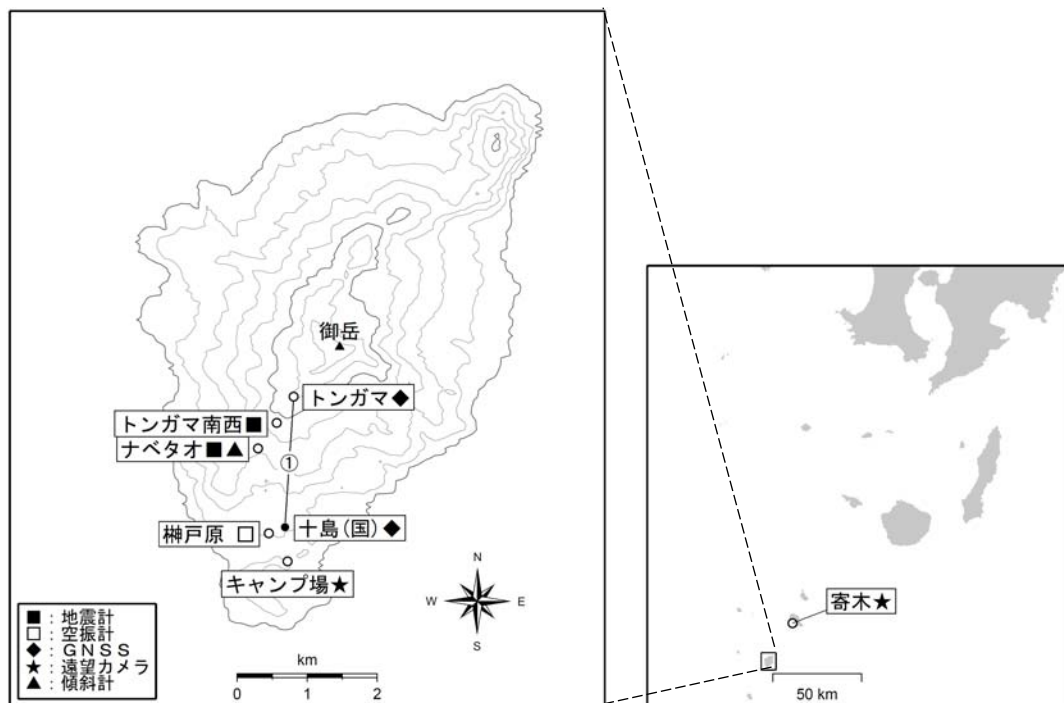 御岳
トンガマ◆
トンガマ南西■
ナベタオ■▲
①
榊戸原 □
十島(国)◆
キャンプ場★
N
W E
S
■：地震計
□：空振計
◆：GNSS
★：遠望カメラ
▲：傾斜計
km
0 1 2
寄木★
50 km